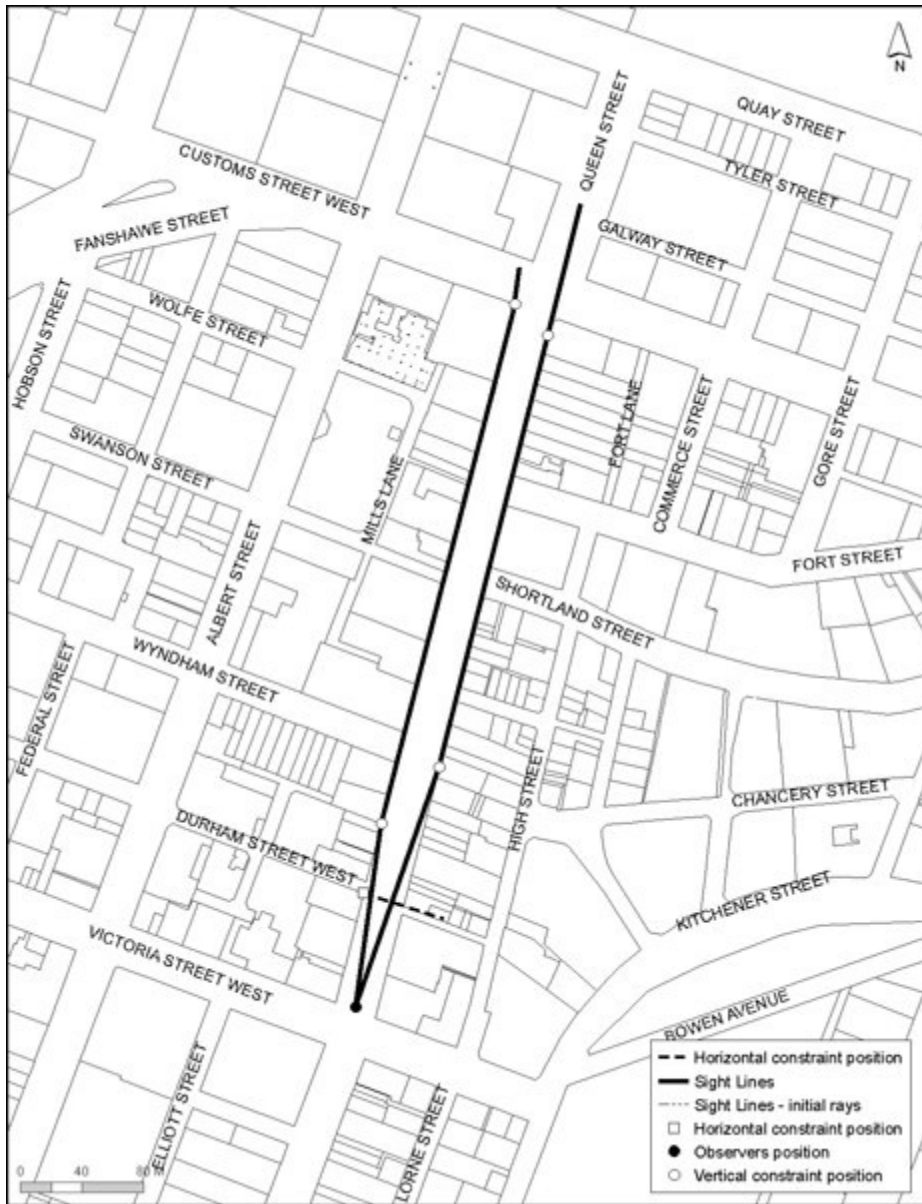 N
QUEEN STREET
QUAY STREET
TYLER STREET
CUSTOMS STREET WEST
FANSHAWE STREET
GALWAY STREET
WOLFE STREET
HOBSON STREET
FORT LANE
COMMERCE STREET
GORE STREET
SWANSON STREET
MILLS LANE
ALBERT STREET
FORT STREET
SHORTLAND STREET
WYNDHAM STREET
FEDERAL STREET
HIGH STREET
CHANCERY STREET
DURHAM STREET WEST
KITCHENER STREET
VICTORIA STREET WEST
BOWEN AVENUE
ELLIOTT STREET
LORNE STREET
Horizontal constraint position
Sight Lines
Sight Lines - initial rays
Horizontal constraint position
Observers position
Vertical constraint position
0 40 80 M